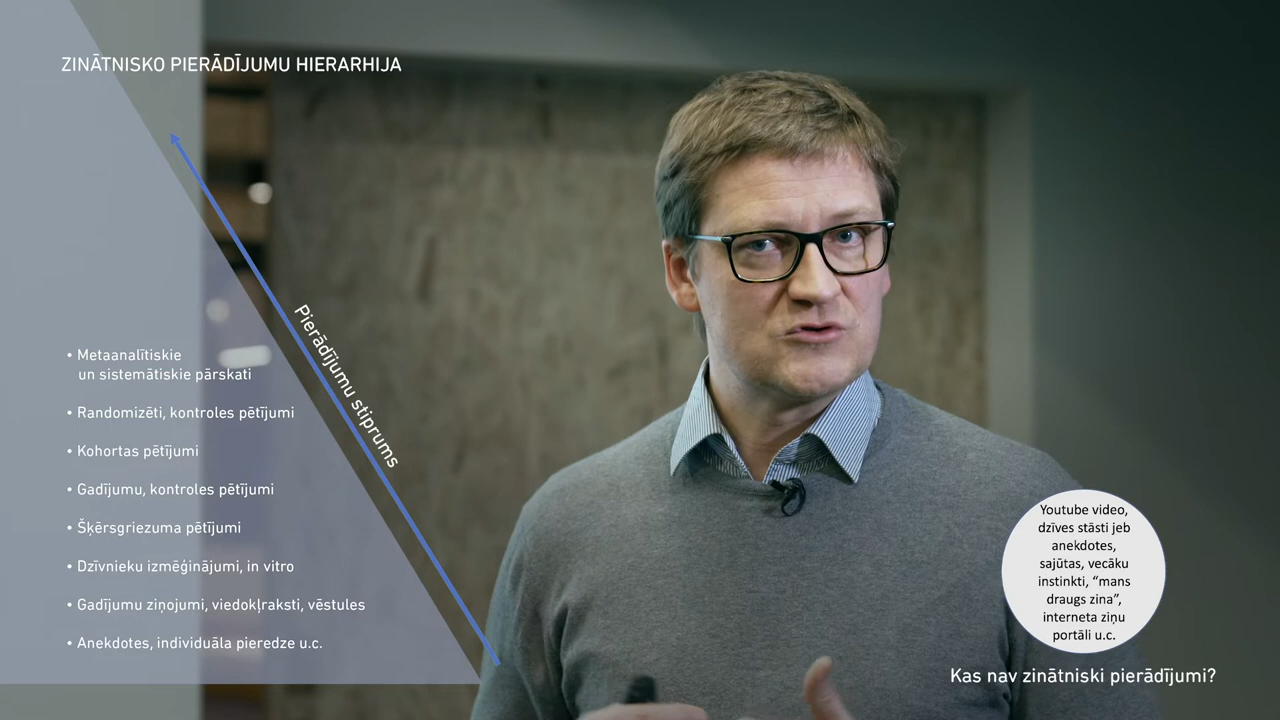 ZINĀTNISKO PIERĀDĪJUMU HIERARHIJA
Pierādījumu stiprums
• Metaanalītiskie
un sistemātiskie pārskati
• Randomizēti, kontroles pētījumi
• Kohortas pētījumi
• Gadījumu, kontroles pētījumi
• Šķērsgriezuma pētījumi
• Dzīvnieku izmēģinājumi, in vitro
• Gadījumu ziņojumi, viedokļraksti, vēstules
• Anekdotes, individuāla pieredze u.c.
Youtube video,
dzīves stāsti jeb
anekdotes,
sajūtas, vecāku
instinkti, “mans
draugs zina”,
interneta ziņu
portāli u.c.
Kas nav zinātniski pierādījumi?